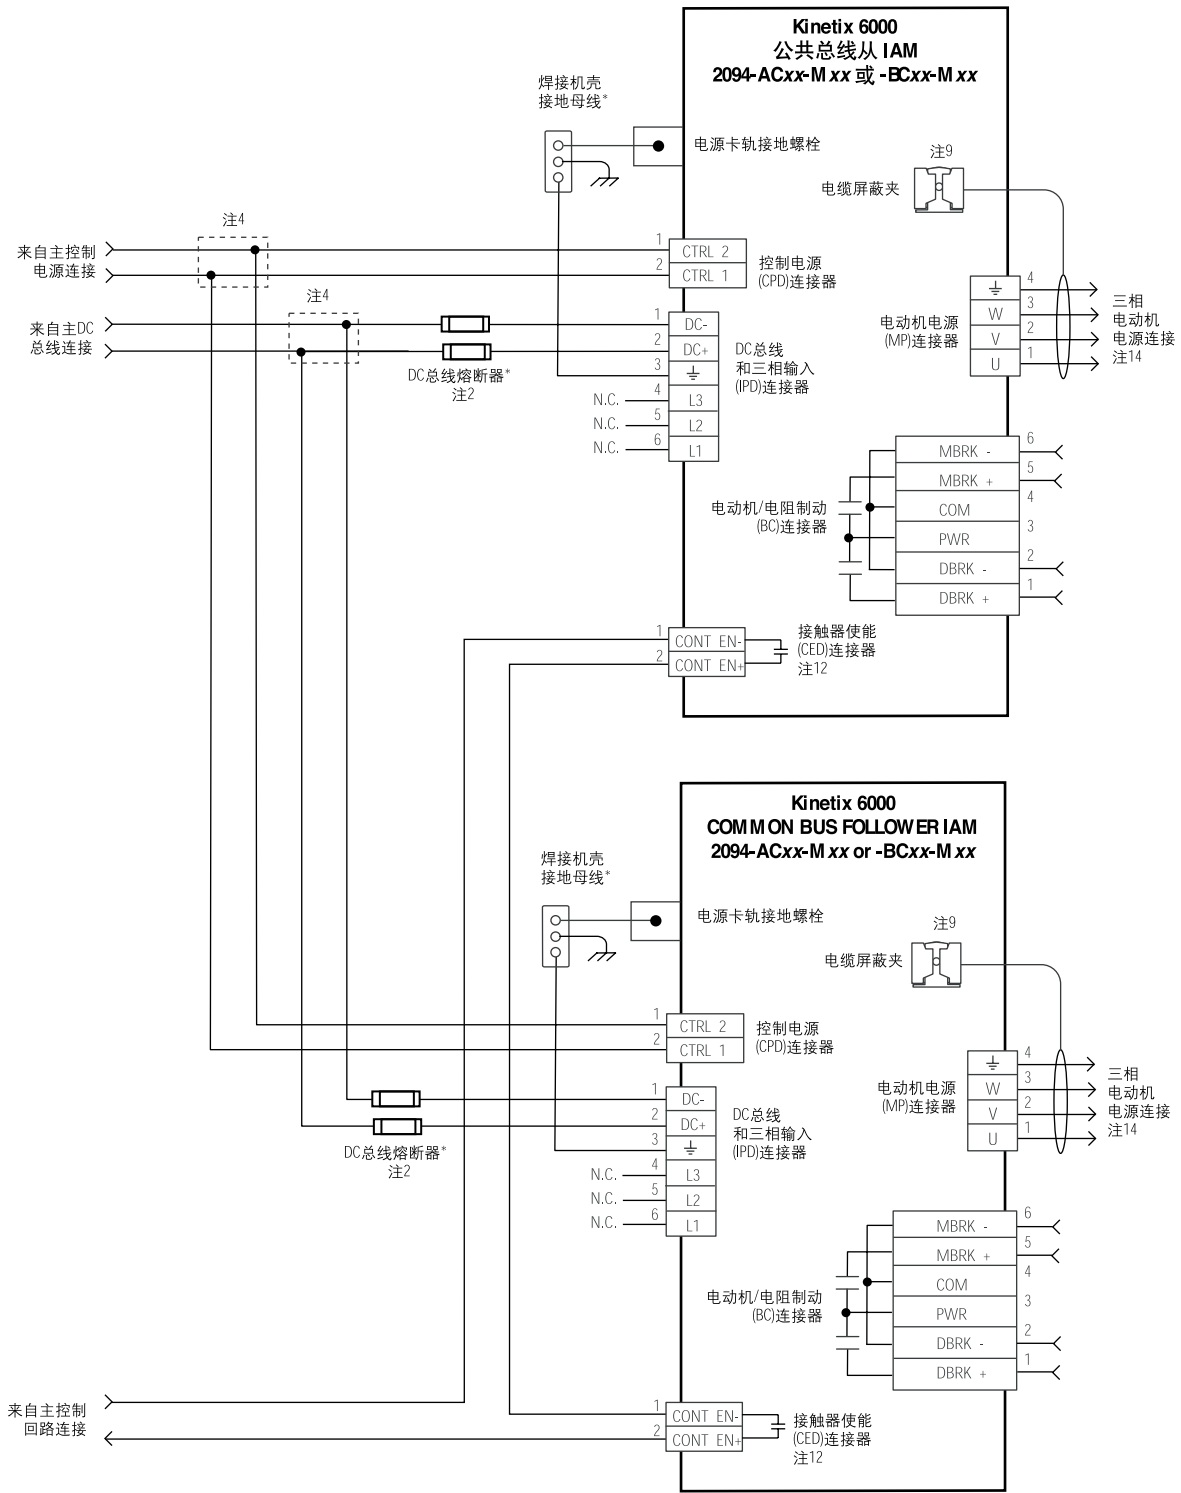 Kinetix 6000
公共总线从 IAM
2094-ACxx-Mxx 或 -BCxx-Mxx
焊接机壳
接地母线*
电源卡轨接地螺栓
注9
电缆屏蔽夹
注4
来自主控制
电源连接
1
CTRL 2
2
CTRL 1
控制电源
(CPD)连接器
注4
来自主DC
总线连接
DC总线熔断器*
注2
1
DC-
2
DC+
3
4
L3
N.C.
5
L2
N.C.
6
L1
N.C.
DC总线
和三相输入
(IPD)连接器
电动机电源
(MP)连接器
4
W
3
V
2
U
1
三相
电动机
电源连接
注14
电动机/电阻制动
(BC)连接器
MBRK -
6
MBRK +
5
COM
4
PWR
3
DBRK -
2
DBRK +
1
1
CONT EN-
2
CONT EN+
接触器使能
(CED)连接器
注12
Kinetix 6000
COMMON BUS FOLLOWER IAM
2094-ACxx-Mxx or -BCxx-Mxx
焊接机壳
接地母线*
电源卡轨接地螺栓
注9
电缆屏蔽夹
1
CTRL 2
2
CTRL 1
控制电源
(CPD)连接器
DC总线熔断器*
注2
1
DC-
2
DC+
3
4
L3
N.C.
5
L2
N.C.
6
L1
N.C.
DC总线
和三相输入
(IPD)连接器
电动机电源
(MP)连接器
4
W
3
V
2
U
1
三相
电动机
电源连接
注14
电动机/电阻制动
(BC)连接器
MBRK -
6
MBRK +
5
COM
4
PWR
3
DBRK -
2
DBRK +
1
来自主控制
回路连接
1
CONT EN-
2
CONT EN+
接触器使能
(CED)连接器
注12